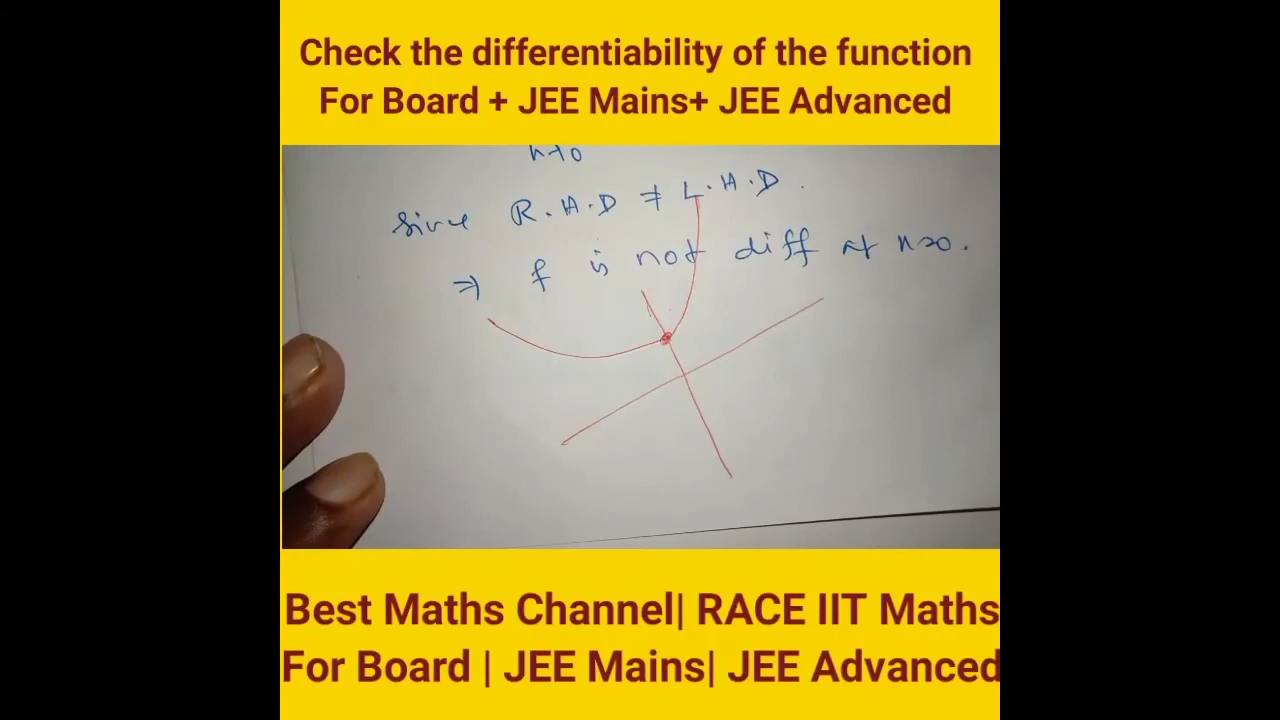 Check the differentiability of the function
For Board + JEE Mains+ JEE Advanced
h→0
Since R.H.D ≠ L.H.D.
⇒ f is not diff at x=0.
Best Maths Channel| RACE IIT Maths
For Board | JEE Mains| JEE Advanced